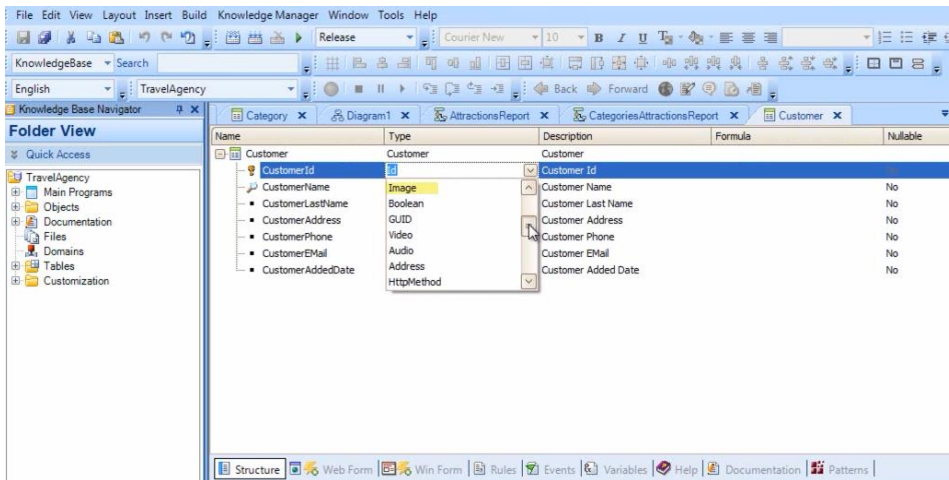 File Edit View Layout Insert Build Knowledge Manager Window Tools Help
Release Courier New 10 B I U
KnowledgeBase Search
English TravelAgency Back Forward
Knowledge Base Navigator
Category Diagram1 AttractionsReport CategoriesAttractionsReport Customer
Folder View
Name Type Description Formula Nullable
Quick Access
Customer Customer Customer
CustomerId Id Customer Id
CustomerName Customer Name No
CustomerLastName Customer Last Name No
CustomerAddress Customer Address No
CustomerPhone Customer Phone No
CustomerEMail Customer EMail No
CustomerAddedDate Customer Added Date No
Image
Boolean
GUID
Video
Audio
Address
HttpMethod
TravelAgency
Main Programs
Objects
Documentation
Files
Domains
Tables
Customization
Structure Web Form Win Form Rules Events Variables Help Documentation Patterns